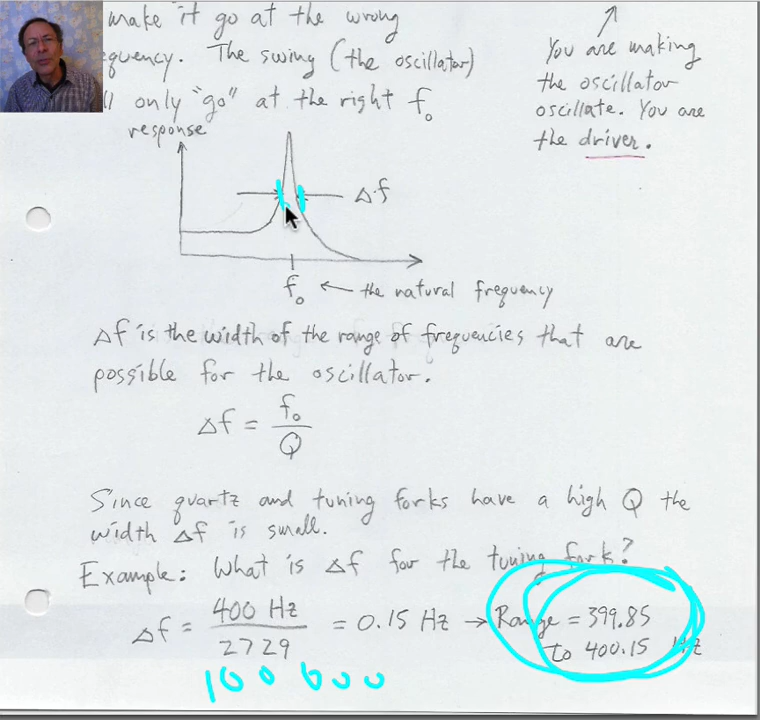 make it go at the wrong
equency. The swing (the oscillator)
only "go" at the right f₀
You are making
the oscillator
oscillate. You are
the driver.
response
Δf
f₀ ← the natural frequency
Δf is the width of the range of frequencies that are
possible for the oscillator.
Δf = f₀/Q
Since quartz and tuning forks have a high Q the
width Δf is small.
Example: What is Δf for the tuning fork?
Δf = 400 Hz/2729 = 0.15 Hz → Range = 399.85
to 400.15 Hz
100 000